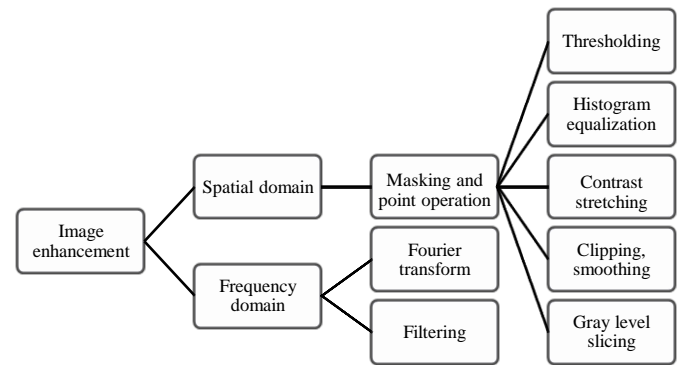 Image
enhancement
Spatial domain
Frequency
domain
Masking and
point operation
Fourier
transform
Filtering
Thresholding
Histogram
equalization
Contrast
stretching
Clipping,
smoothing
Gray level
slicing